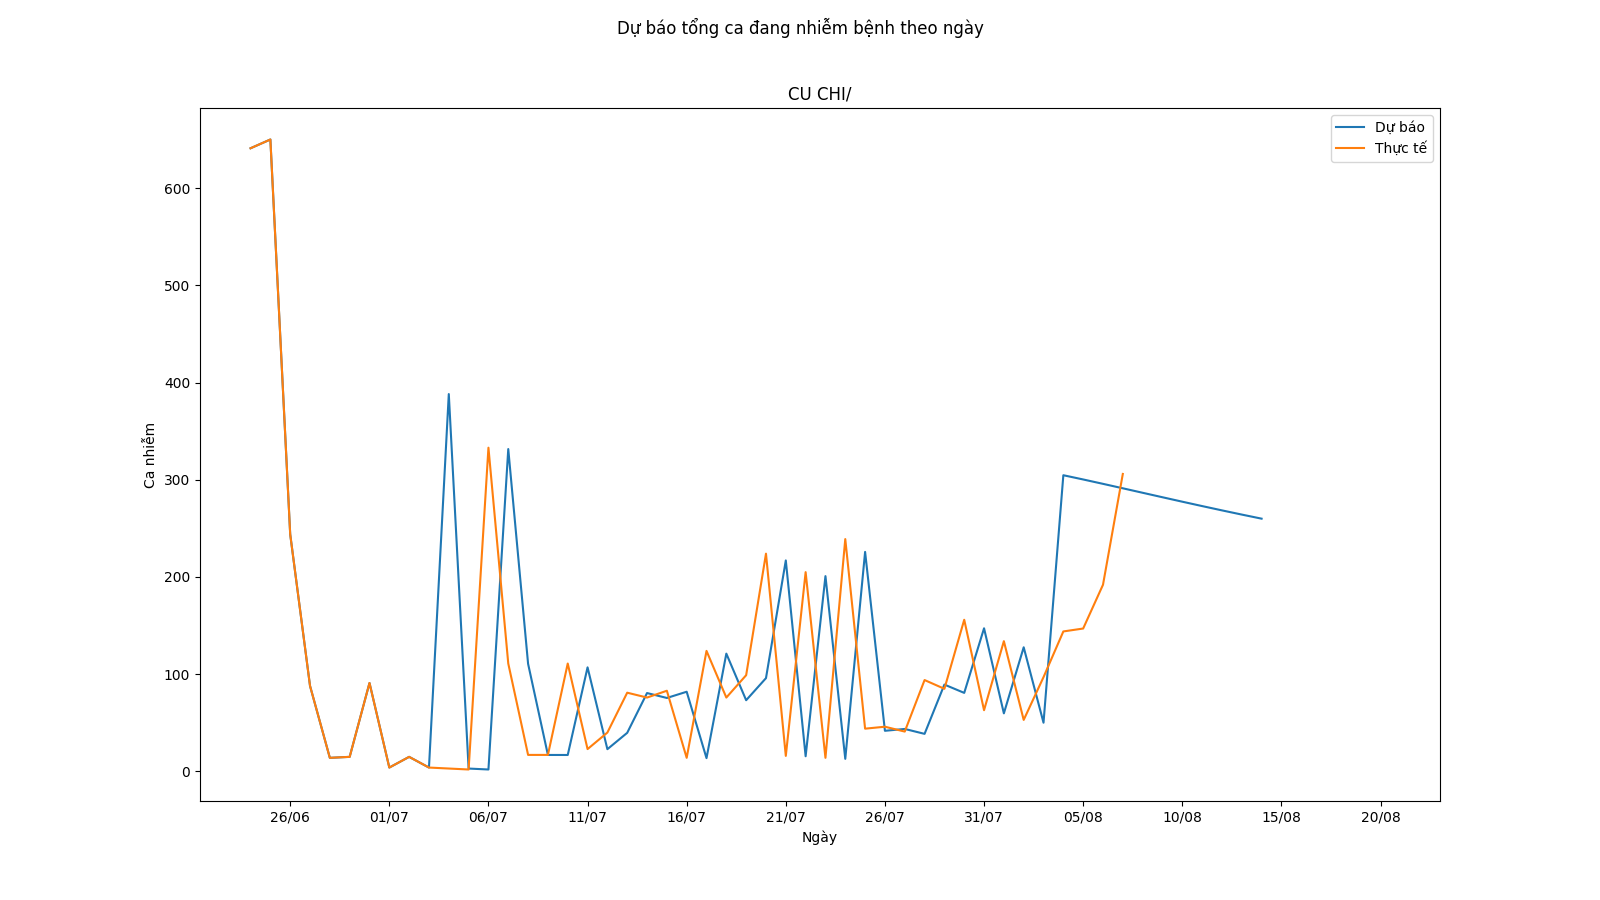 Dự báo tổng ca đang nhiễm bệnh theo ngày
CU CHI/
Dự báo
Thực tế
600
500
400
300
200
100
0
Ca nhiễm
26/06 01/07 06/07 11/07 16/07 21/07 26/07 31/07 05/08 10/08 15/08 20/08
Ngày